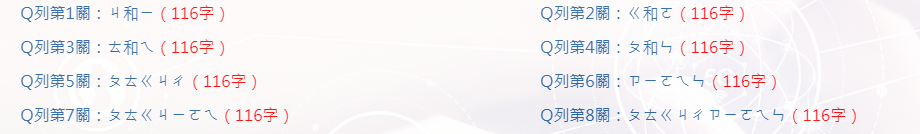 Q列第1關：ㄐ和ㄧ（116字）
Q列第2關：ㄍ和ㄛ（116字）
Q列第3關：ㄊ和ㄟ（116字）
Q列第4關：ㄆ和ㄣ（116字）
Q列第5關：ㄆㄊㄍㄐㄔ（116字）
Q列第6關：ㄗㄧㄛㄟㄣ（116字）
Q列第7關：ㄆㄊㄍㄐㄧㄛㄟ（116字）
Q列第8關：ㄆㄊㄍㄐㄔㄗㄧㄛㄟㄣ（116字）